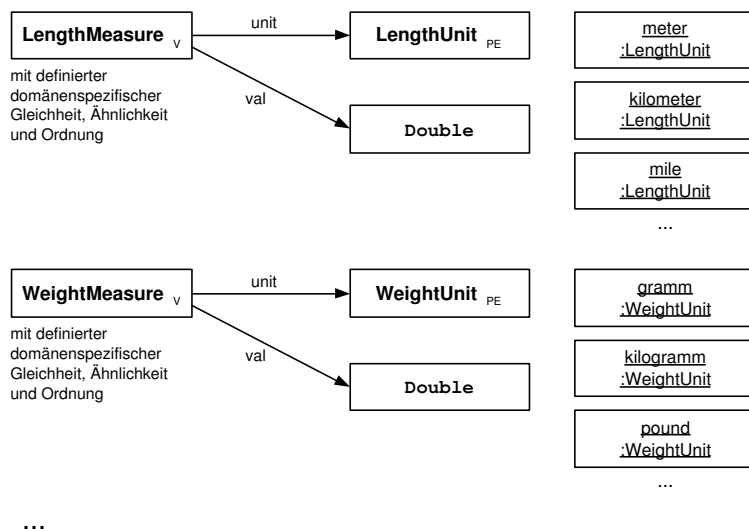 unit
LengthMeasure V
LengthUnit PE
meter
:LengthUnit
mit definierter
domänenspezifischer
Gleichheit, Ähnlichkeit
und Ordnung
val
Double
kilometer
:LengthUnit
mile
:LengthUnit
...
unit
WeightMeasure V
WeightUnit PE
gramm
:WeightUnit
mit definierter
domänenspezifischer
Gleichheit, Ähnlichkeit
und Ordnung
val
Double
kilogramm
:WeightUnit
pound
:WeightUnit
...
...